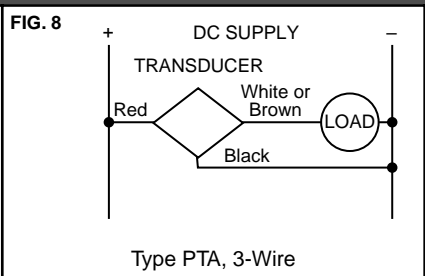 FIG. 8
+ DC SUPPLY –
TRANSDUCER
White or
Brown
Red
LOAD
Black
Type PTA, 3-Wire